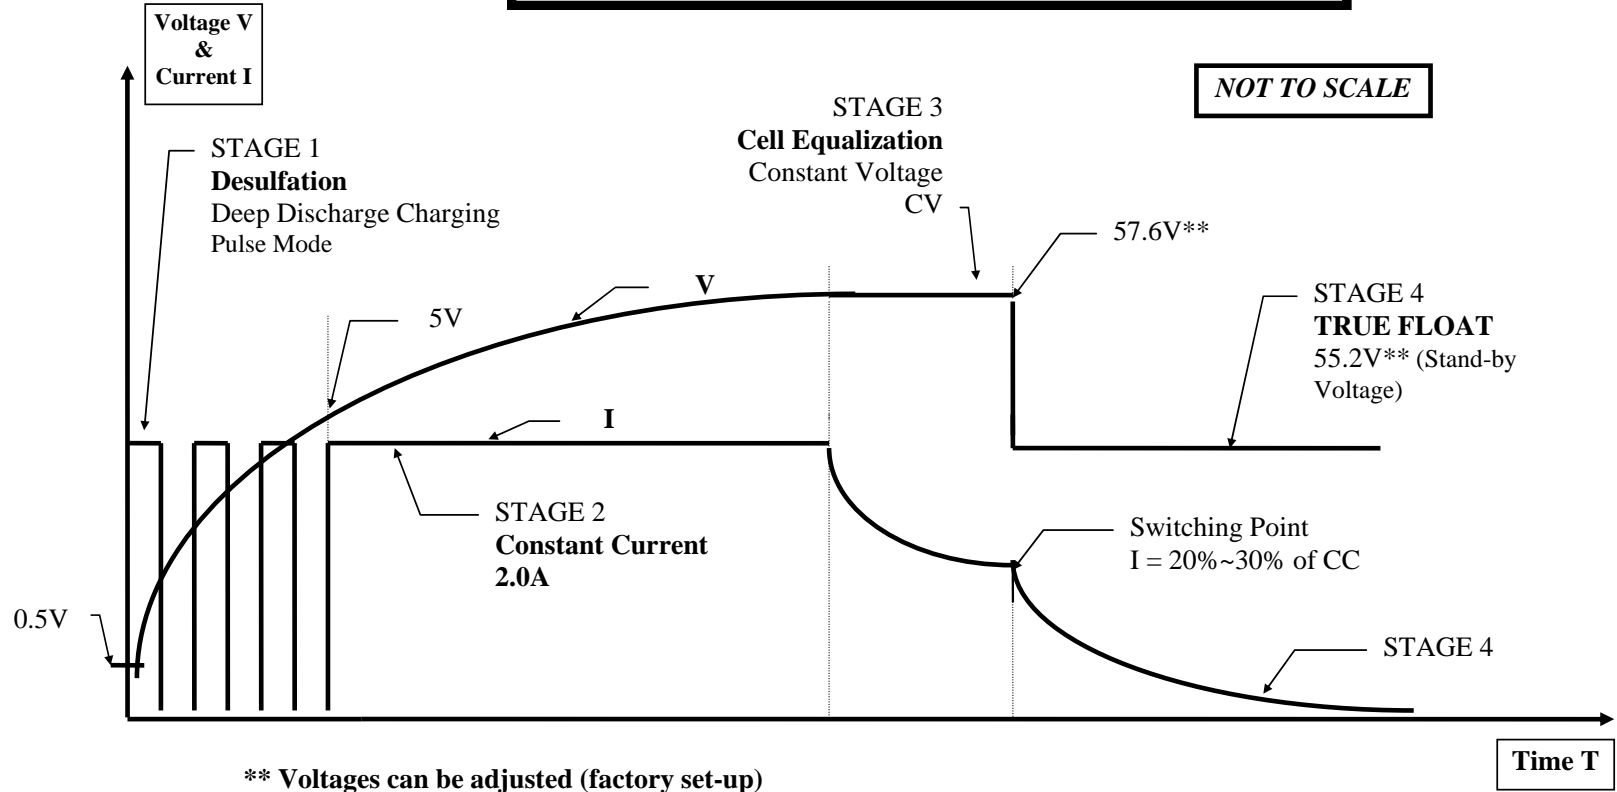 Voltage V
&
Current I
NOT TO SCALE
STAGE 1
Desulfation
Deep Discharge Charging
Pulse Mode
STAGE 3
Cell Equalization
Constant Voltage
CV
57.6V**
V
5V
STAGE 4
TRUE FLOAT
55.2V** (Stand-by
Voltage)
I
STAGE 2
Constant Current
2.0A
Switching Point
I = 20%~30% of CC
0.5V
STAGE 4
Time T
** Voltages can be adjusted (factory set-up)